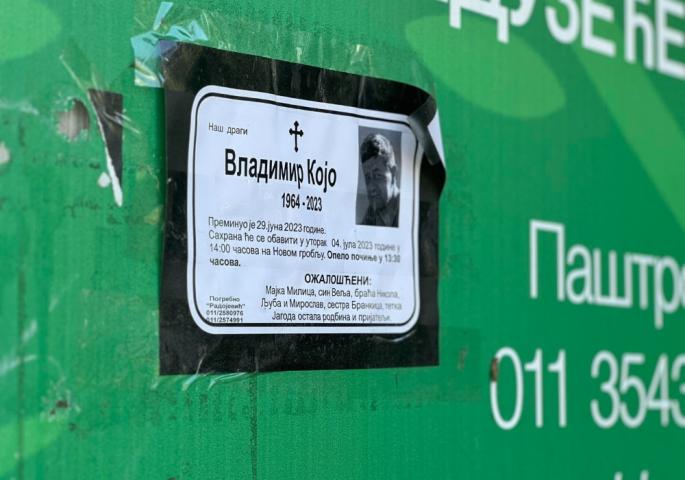 Наш драги
Владимир Којо
1964 - 2023
Преминуо је 29.јуна 2023 године.
Сахрана ће се обавити у уторак 04. јула 2023 године у
14:00 часова на Новом гробљу. Опело почиње у 13:30
часова.
ОЖАЛОШЋЕНИ:
Мајка Милица, син Веља, браћа Никола,
Љуба и Мирослав, сестра Бранкица, тетка
Јагода остала родбина и пријатељи.
Погребно
"Радојевић"
011/2580976
011/2574991
Паштро
011 3543